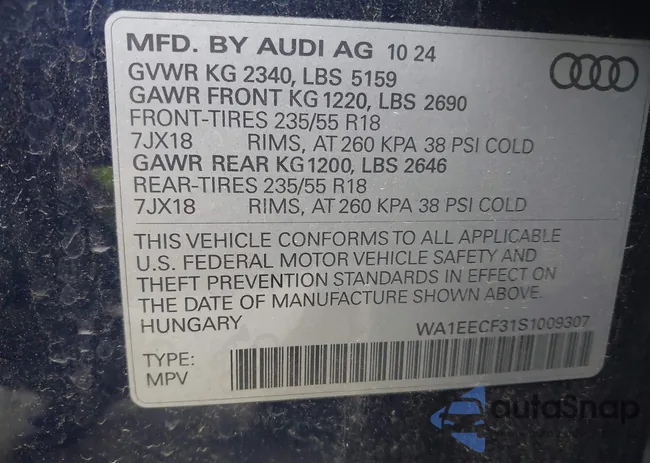 MFD. BY AUDI AG 10 24
GVWR KG 2340, LBS 5159
GAWR FRONT KG 1220, LBS 2690
FRONT-TIRES 235/55 R18
7JX18 RIMS, AT 260 KPA 38 PSI COLD
GAWR REAR KG 1200, LBS 2646
REAR-TIRES 235/55 R18
7JX18 RIMS, AT 260 KPA 38 PSI COLD
THIS VEHICLE CONFORMS TO ALL APPLICABLE
U.S. FEDERAL MOTOR VEHICLE SAFETY AND
THEFT PREVENTION STANDARDS IN EFFECT ON
THE DATE OF MANUFACTURE SHOWN ABOVE.
HUNGARY WA1EECF31S1009307
TYPE:
MPV
autoSnap